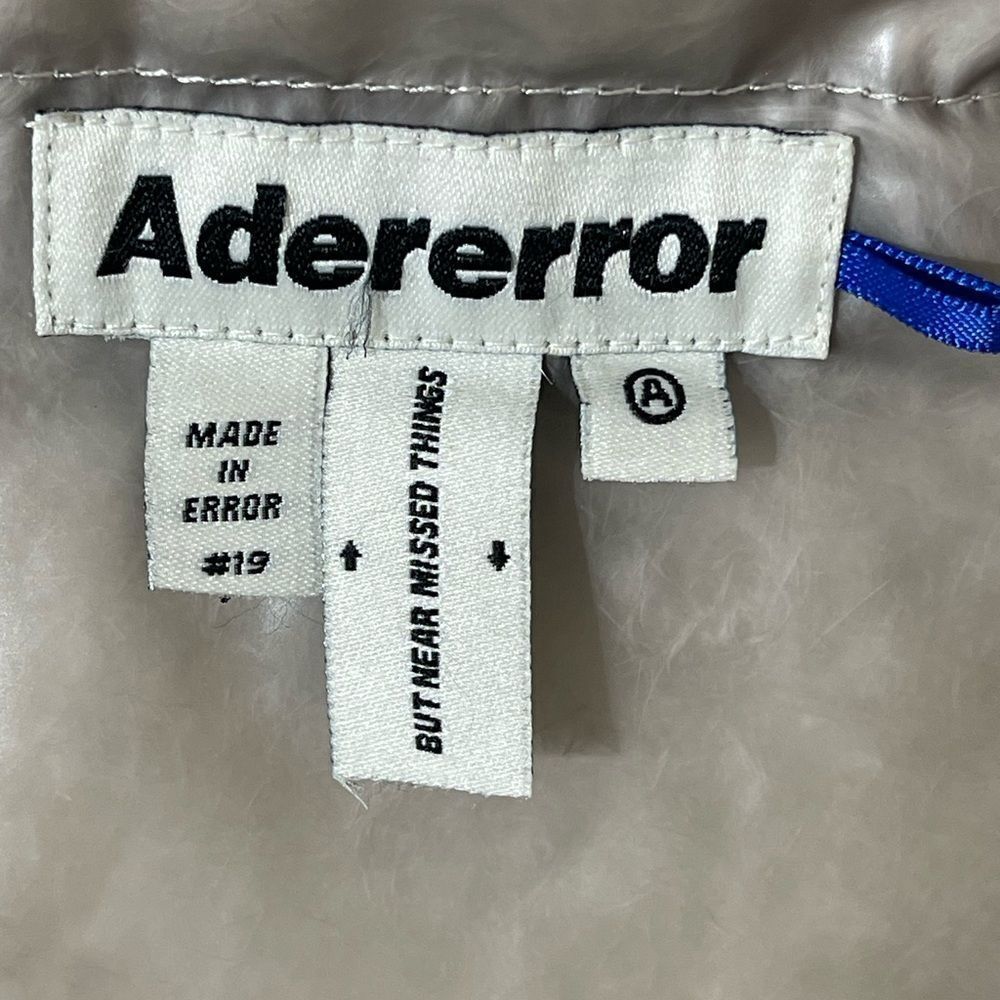 Adererror
MADE
IN
ERROR
#19
BUT NEAR MISSED THINGS
A